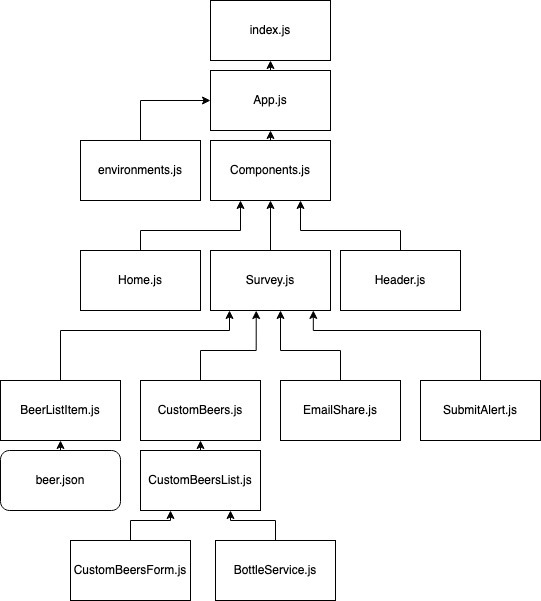 index.js
App.js
environments.js
Components.js
Home.js
Survey.js
Header.js
BeerListItem.js
CustomBeers.js
EmailShare.js
SubmitAlert.js
beer.json
CustomBeersList.js
CustomBeersForm.js
BottleService.js